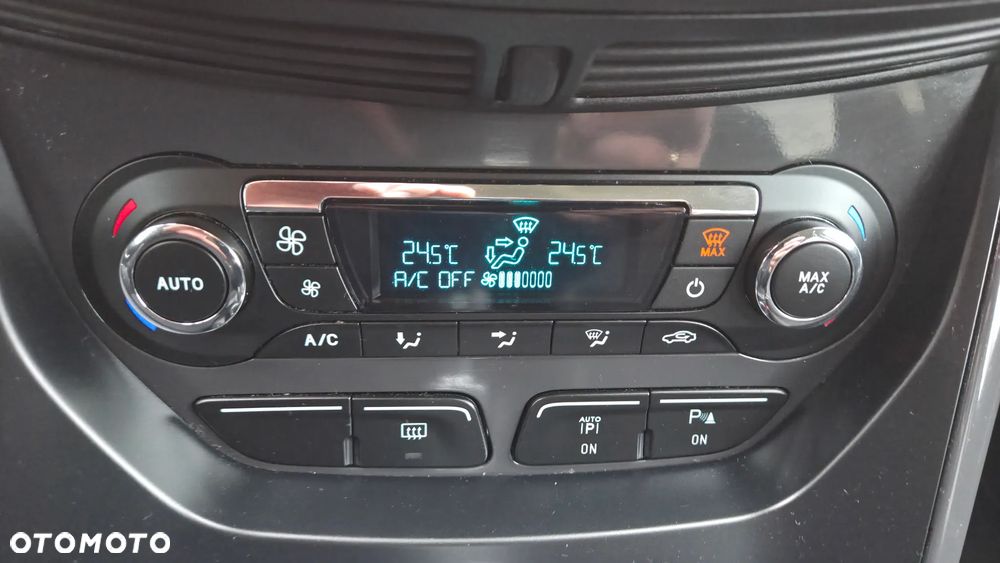 24.5°C 24.5°C
A/C OFF
MAX
AUTO
MAX
A/C
A/C
AUTO
|P|
ON
P
ON
OTOMOTO